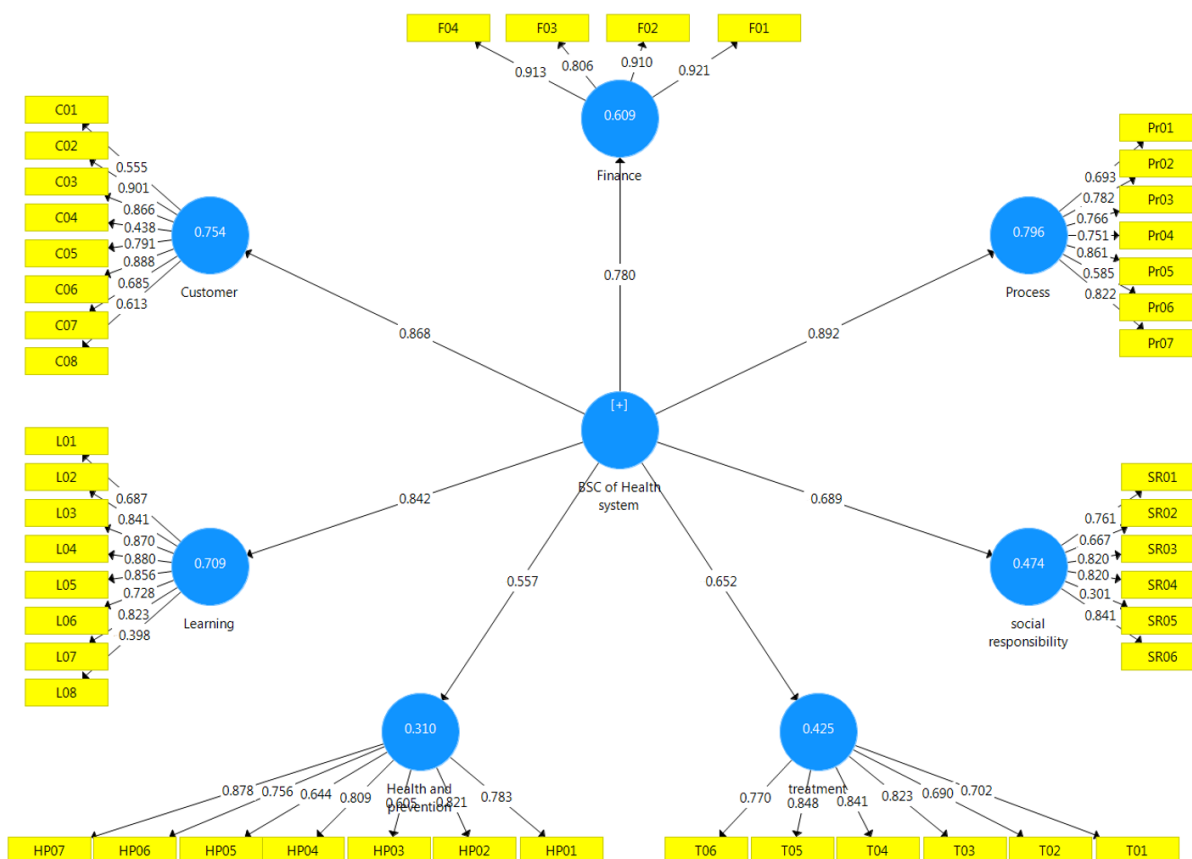 F04
F03
F02
F01
0.913
0.806
0.910
0.921
0.609
Finance
C01
C02
C03
C04
C05
C06
C07
C08
0.555
0.901
0.866
0.438
0.791
0.888
0.685
0.613
0.754
Customer
0.780
0.868
0.892
Pr01
Pr02
Pr03
Pr04
Pr05
Pr06
Pr07
0.693
0.782
0.766
0.751
0.861
0.585
0.822
0.796
Process
[+]
BSC of Health
system
L01
L02
L03
L04
L05
L06
L07
L08
0.687
0.841
0.870
0.880
0.856
0.728
0.823
0.398
0.709
Learning
0.842
0.689
0.557
0.652
SR01
SR02
SR03
SR04
SR05
SR06
0.761
0.667
0.820
0.820
0.301
0.841
0.474
social
responsibility
0.310
Health and
prevention
0.878
0.756
0.644
0.809
0.605
0.821
0.783
HP07
HP06
HP05
HP04
HP03
HP02
HP01
0.425
treatment
0.770
0.848
0.841
0.823
0.690
0.702
T06
T05
T04
T03
T02
T01